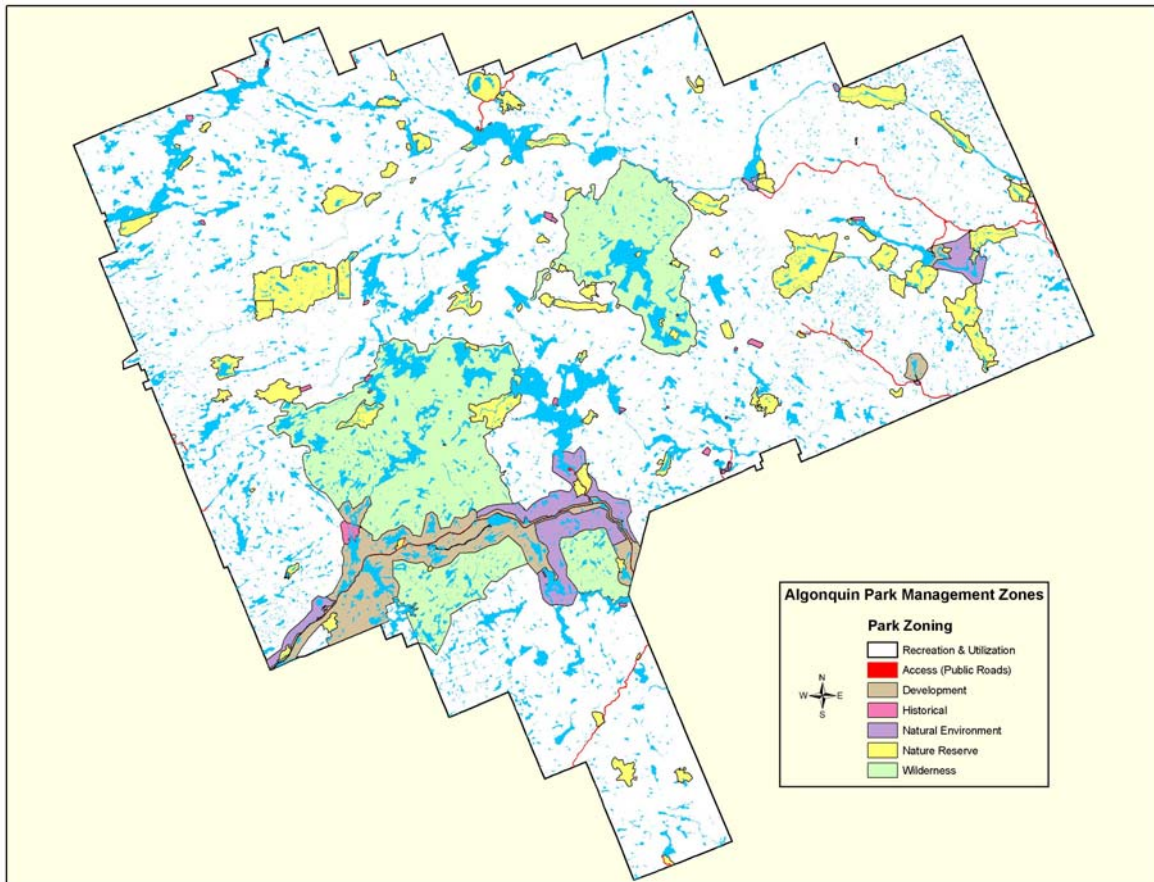 f
Algonquin Park Management Zones
Park Zoning
Recreation & Utilization
Access (Public Roads)
Development
Historical
Natural Environment
Nature Reserve
Wilderness
N
W E
S